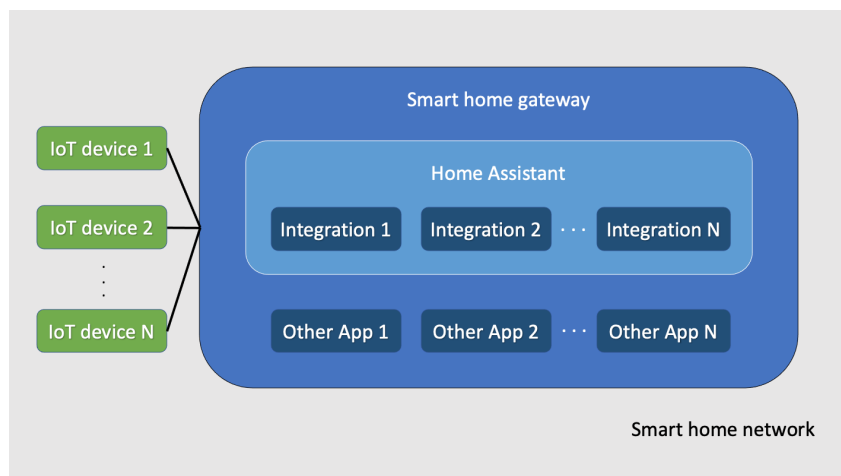 Smart home gateway
Home Assistant
IoT device 1
IoT device 2
.
.
.
IoT device N
Integration 1
Integration 2
. . .
Integration N
Other App 1
Other App 2
. . .
Other App N
Smart home network